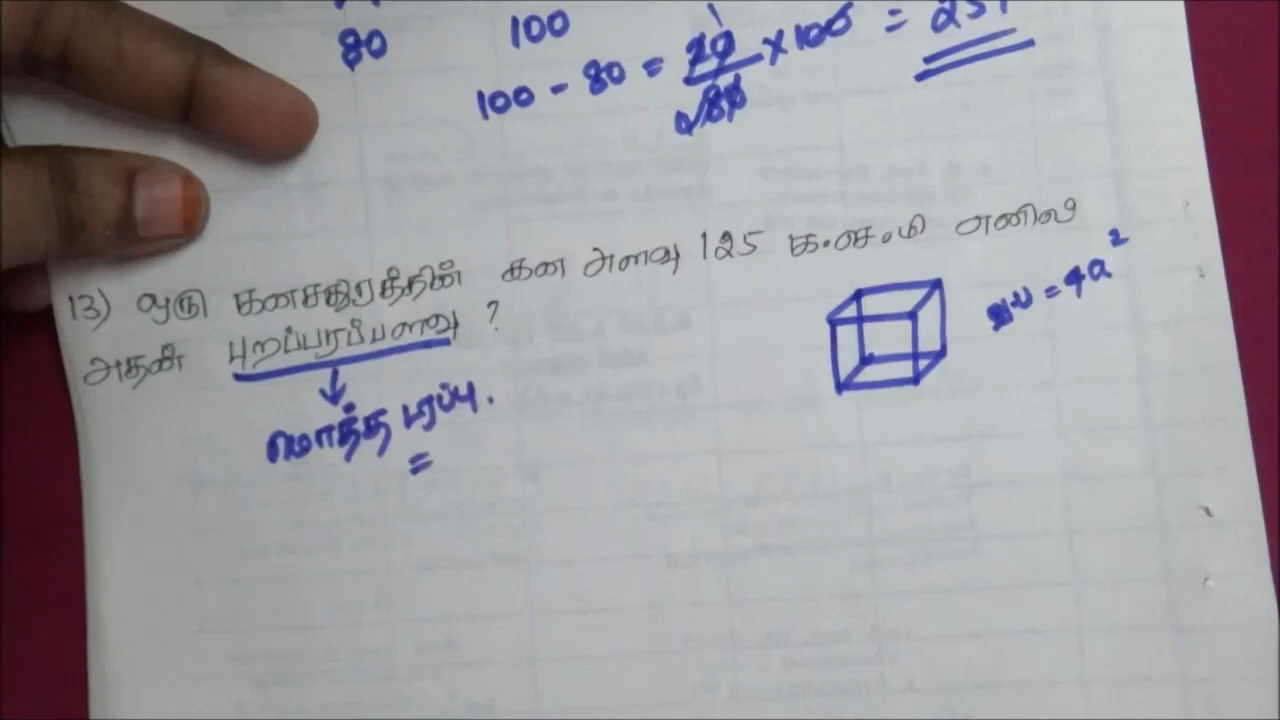 80 100
100 - 80 = 20/80 × 100 = 25%
13) ஒரு கனசதுரத்தின் கன அளவு 125 க.செ.மீ எனில்
அதன் புறப்பரப்பளவு ?
மொத்த பரப்பு.
=
= 4a²